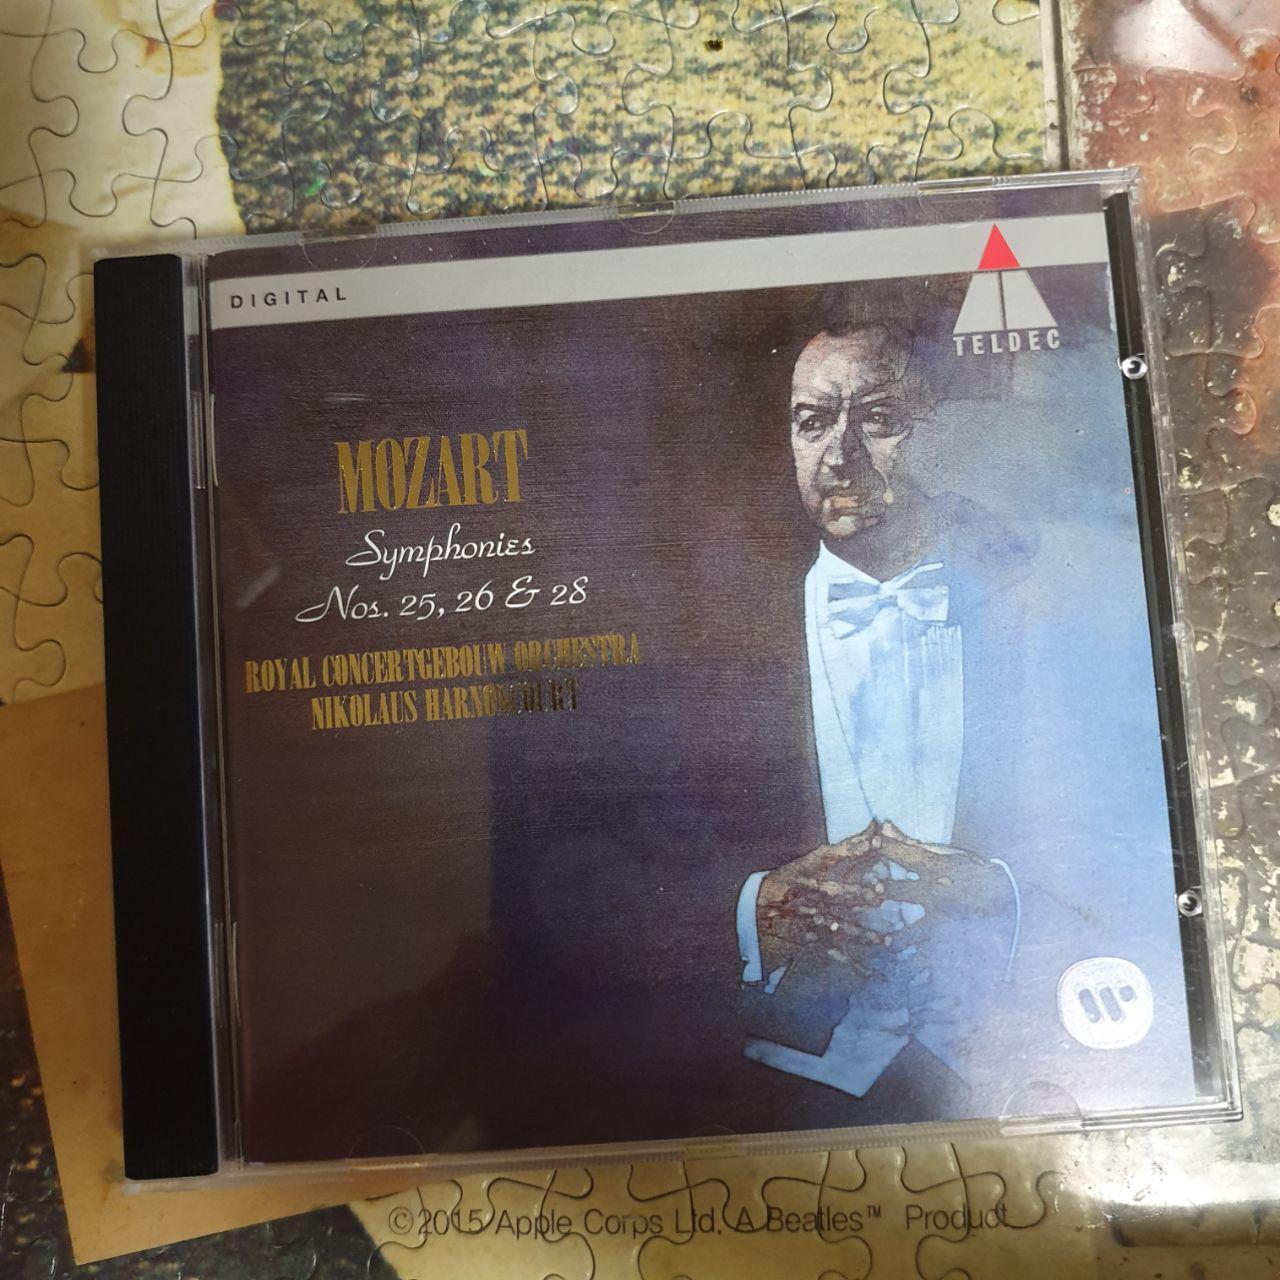 DIGITAL
TELDEC
MOZART
Symphonies
Nos. 25, 26 & 28
ROYAL CONCERTGEBOUW ORCHESTRA
NIKOLAUS HARNONCOURT
©2015 Apple Corps Ltd. A Beatles™ Product